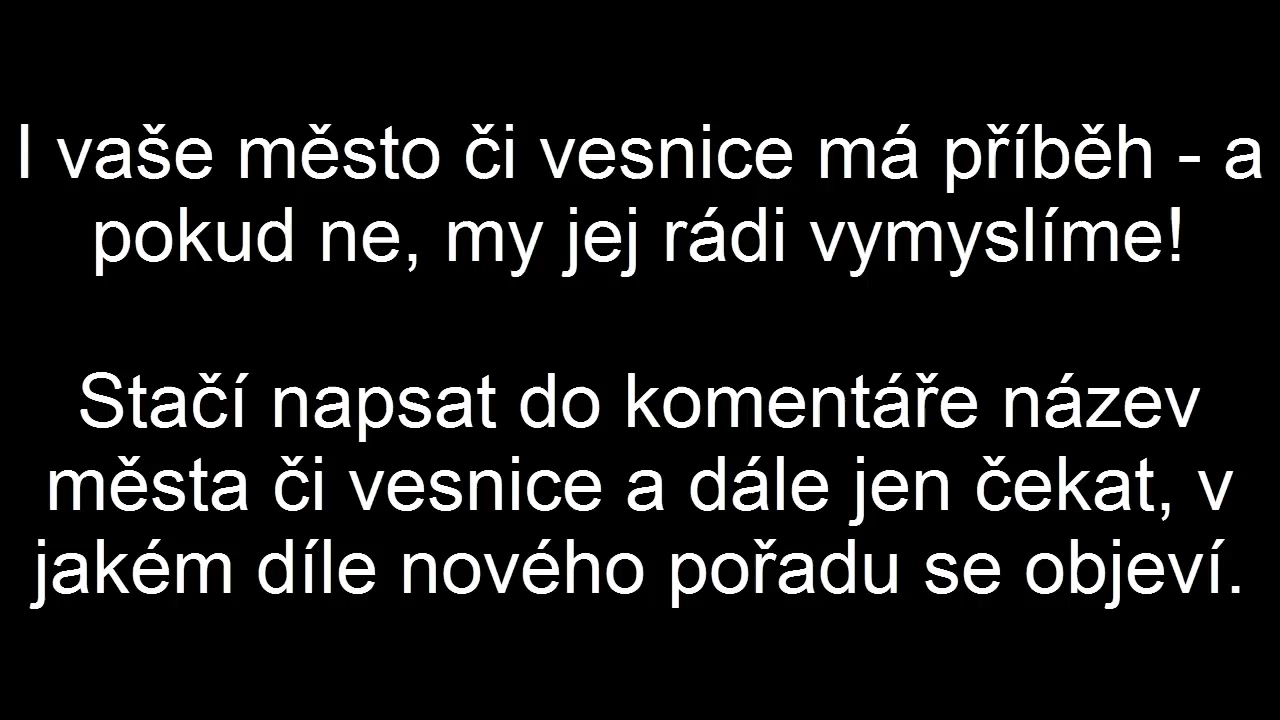 I vaše město či vesnice má příběh - a
pokud ne, my jej rádi vymyslíme!
Stačí napsat do komentáře název
města či vesnice a dále jen čekat, v
jakém díle nového pořadu se objeví.